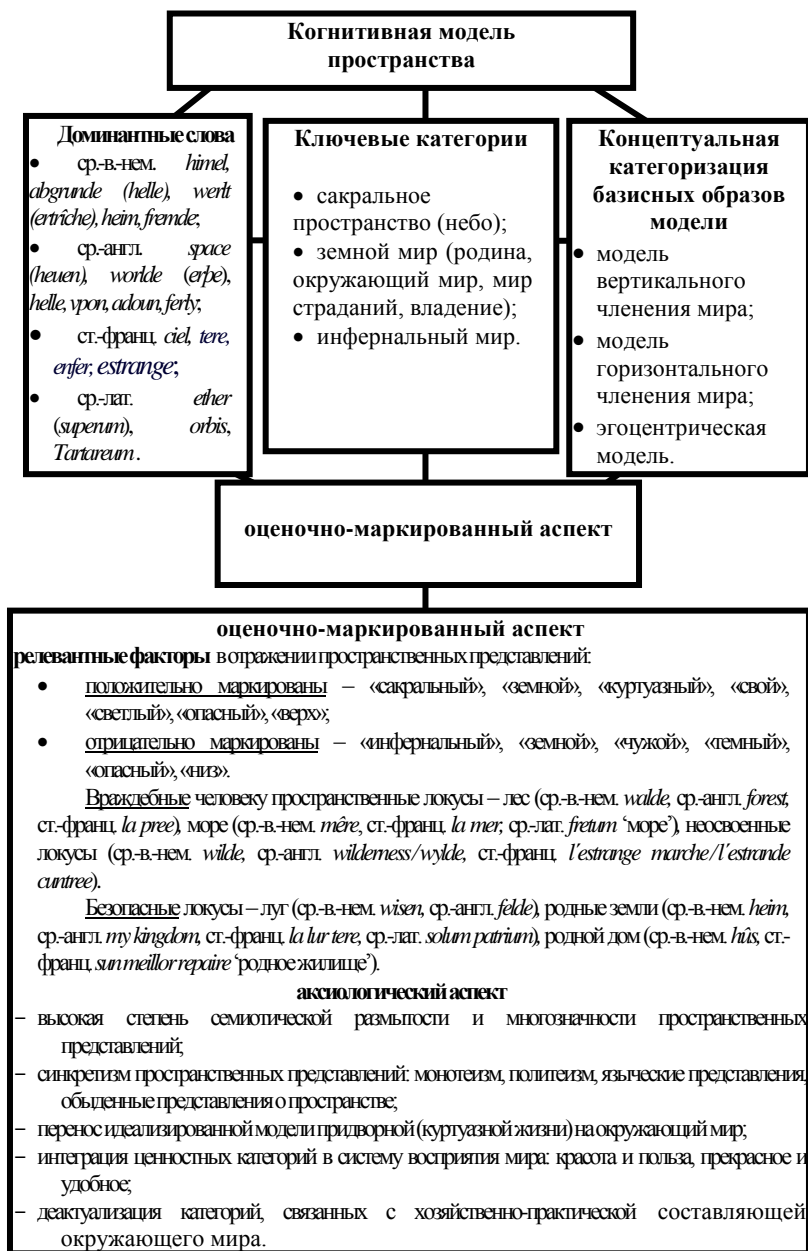 Когнитивная модель
пространства
Доминантные слова
• ср.-в.-нем. himel,
abgrunde (helle), werlt
(ertrîche), heim, fremde;
• ср.-англ. space
(heuen), worlde (erþe),
helle, vpon, adoun, ferly;
• ст.-франц. ciel, tere,
enfer, estrange;
• ср.-лат. ether
(superum), orbis,
Tartareum.
Ключевые категории
• сакральное
пространство (небо);
• земной мир (родина,
окружающий мир, мир
страданий, владение);
• инфернальный мир.
Концептуальная
категоризация
базисных образов
модели
• модель
вертикального
членения мира;
• модель
горизонтального
членения мира;
• эгоцентрическая
модель.
оценочно-маркированный аспект
оценочно-маркированный аспект
релевантные факторы в отражении пространственных представлений:
• положительно маркированы – «сакральный», «земной», «куртуазный», «свой»,
«светлый», «опасный», «верх»;
• отрицательно маркированы – «инфернальный», «земной», «чужой», «темный»,
«опасный», «низ».
Враждебные человеку пространственные локусы – лес (ср.-в.-нем. walde, ср.-англ. forest,
ст.-франц. la pree), море (ср.-в.-нем. mêre, ст.-франц. la mer, ср.-лат. fretum ‘море’), неосвоенные
локусы (ср.-в.-нем. wilde, ср.-англ. wilderness/wylde, ст.-франц. l'estrange marche/l'estrande
cuntree).
Безопасные локусы – луг (ср.-в.-нем. wisen, ср.-англ. felde), родные земли (ср.-в.-нем. heim,
ср.-англ. my kingdom, ст.-франц. la lur tere, ср.-лат. solum patrium), родной дом (ср.-в.-нем. hûs, ст.-
франц. sun meillor repaire ‘родное жилище’).
аксиологический аспект
− высокая степень семиотической размытости и многозначности пространственных
представлений;
− синкретизм пространственных представлений: монотеизм, политеизм, языческие представления,
обыденные представления о пространстве;
− перенос идеализированной модели придворной (куртуазной жизни) на окружающий мир;
− интеграция ценностных категорий в систему восприятия мира: красота и польза, прекрасное и
удобное;
− деактуализация категорий, связанных с хозяйственно-практической составляющей
окружающего мира.